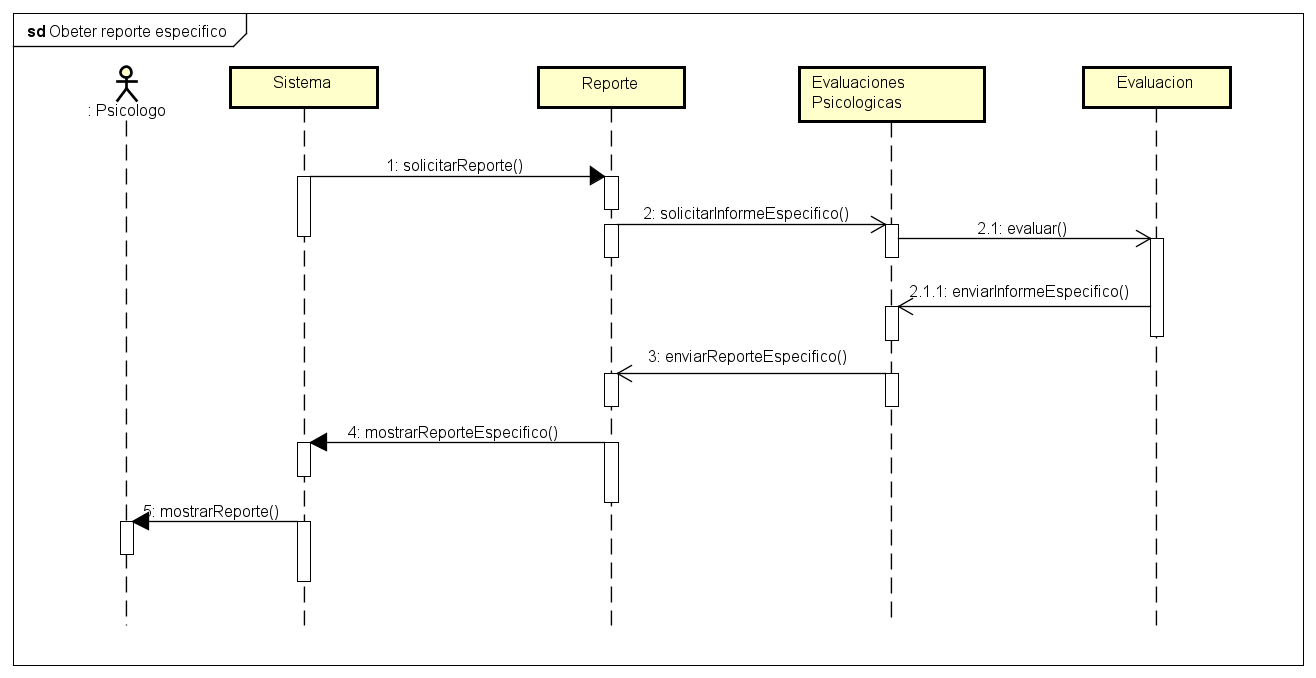 sd Obeter reporte especifico
: Psicologo
Sistema
Reporte
Evaluaciones
Psicologicas
Evaluacion
1: solicitarReporte()
2: solicitarInformeEspecifico()
2.1: evaluar()
2.1.1: enviarInformeEspecifico()
3: enviarReporteEspecifico()
4: mostrarReporteEspecifico()
5: mostrarReporte()